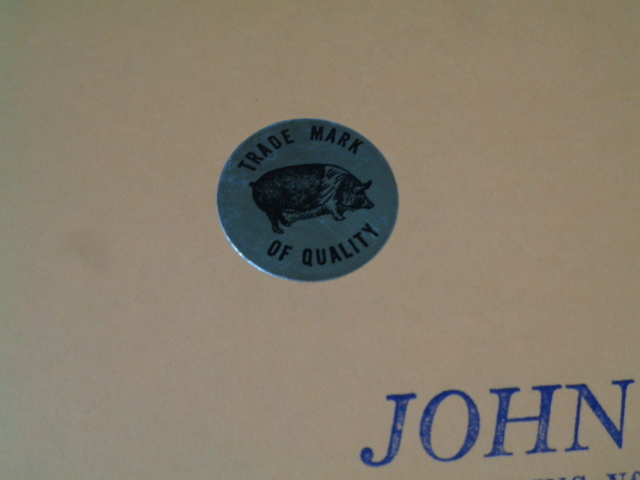 TRADE MARK
OF QUALITY
JOHN